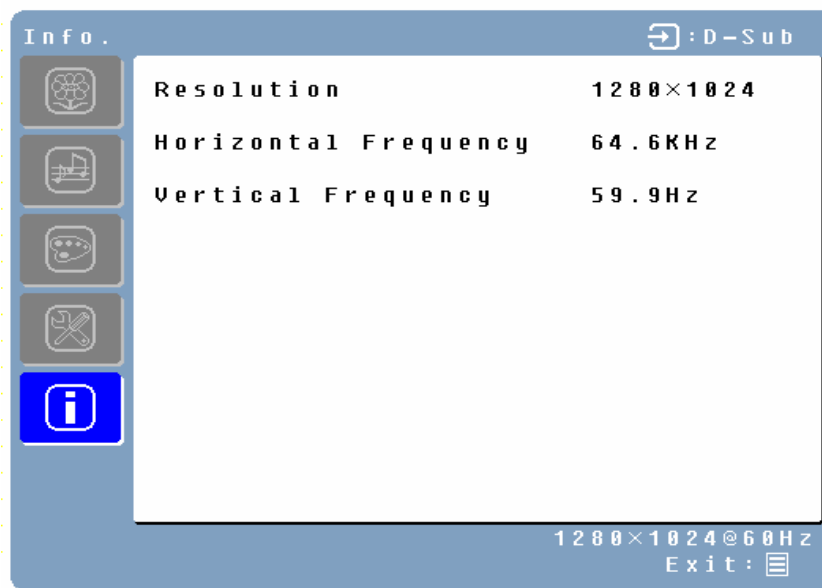 Info. :D-Sub
Resolution 1280×1024
Horizontal Frequency 64.6KHz
Vertical Frequency 59.9Hz
1280×1024@60Hz
Exit: